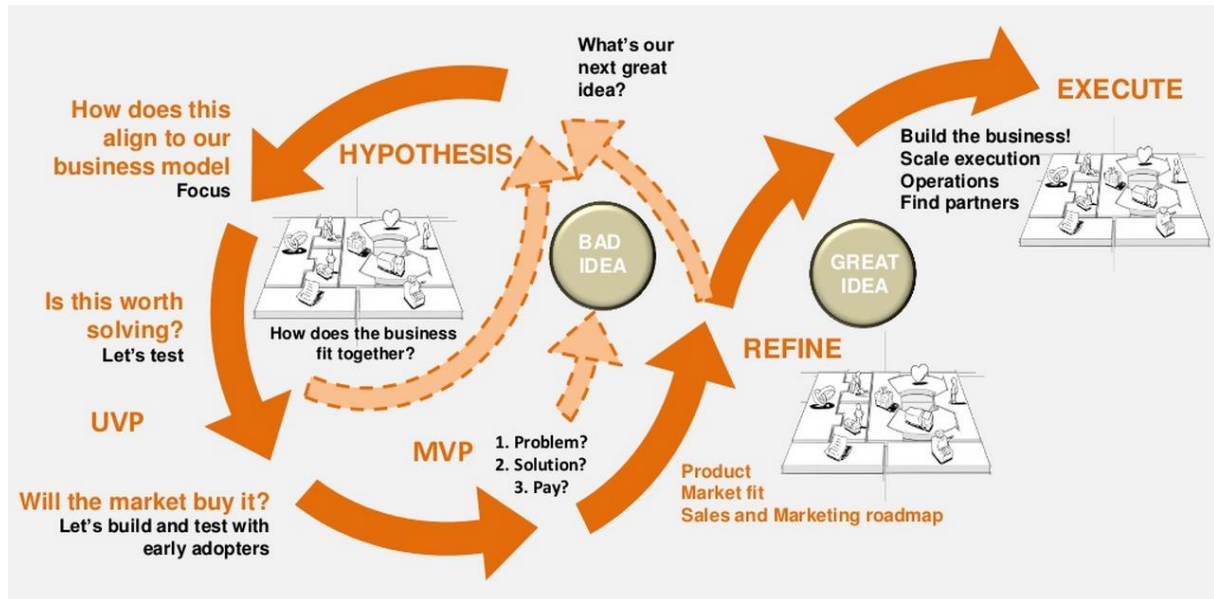 What's our
next great
idea?
How does this
align to our
business model
Focus
HYPOTHESIS
How does the business
fit together?
Is this worth
solving?
Let's test
UVP
Will the market buy it?
Let's build and test with
early adopters
MVP
1. Problem?
2. Solution?
3. Pay?
BAD
IDEA
REFINE
Product
Market fit
Sales and Marketing roadmap
GREAT
IDEA
EXECUTE
Build the business!
Scale execution
Operations
Find partners